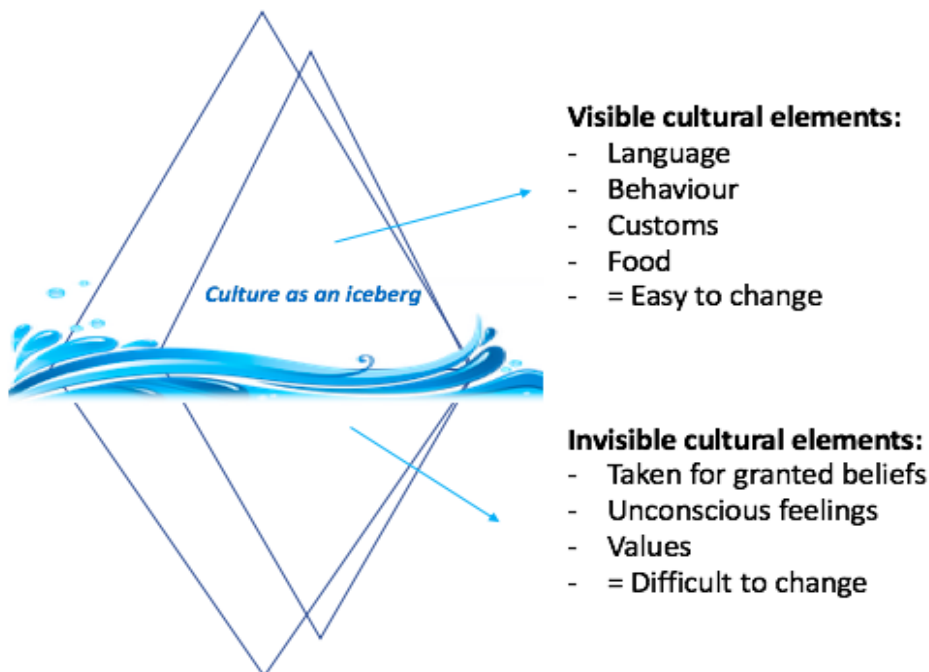 Visible cultural elements:
- Language
- Behaviour
- Customs
- Food
- = Easy to change
Culture as an iceberg
Invisible cultural elements:
- Taken for granted beliefs
- Unconscious feelings
- Values
- = Difficult to change